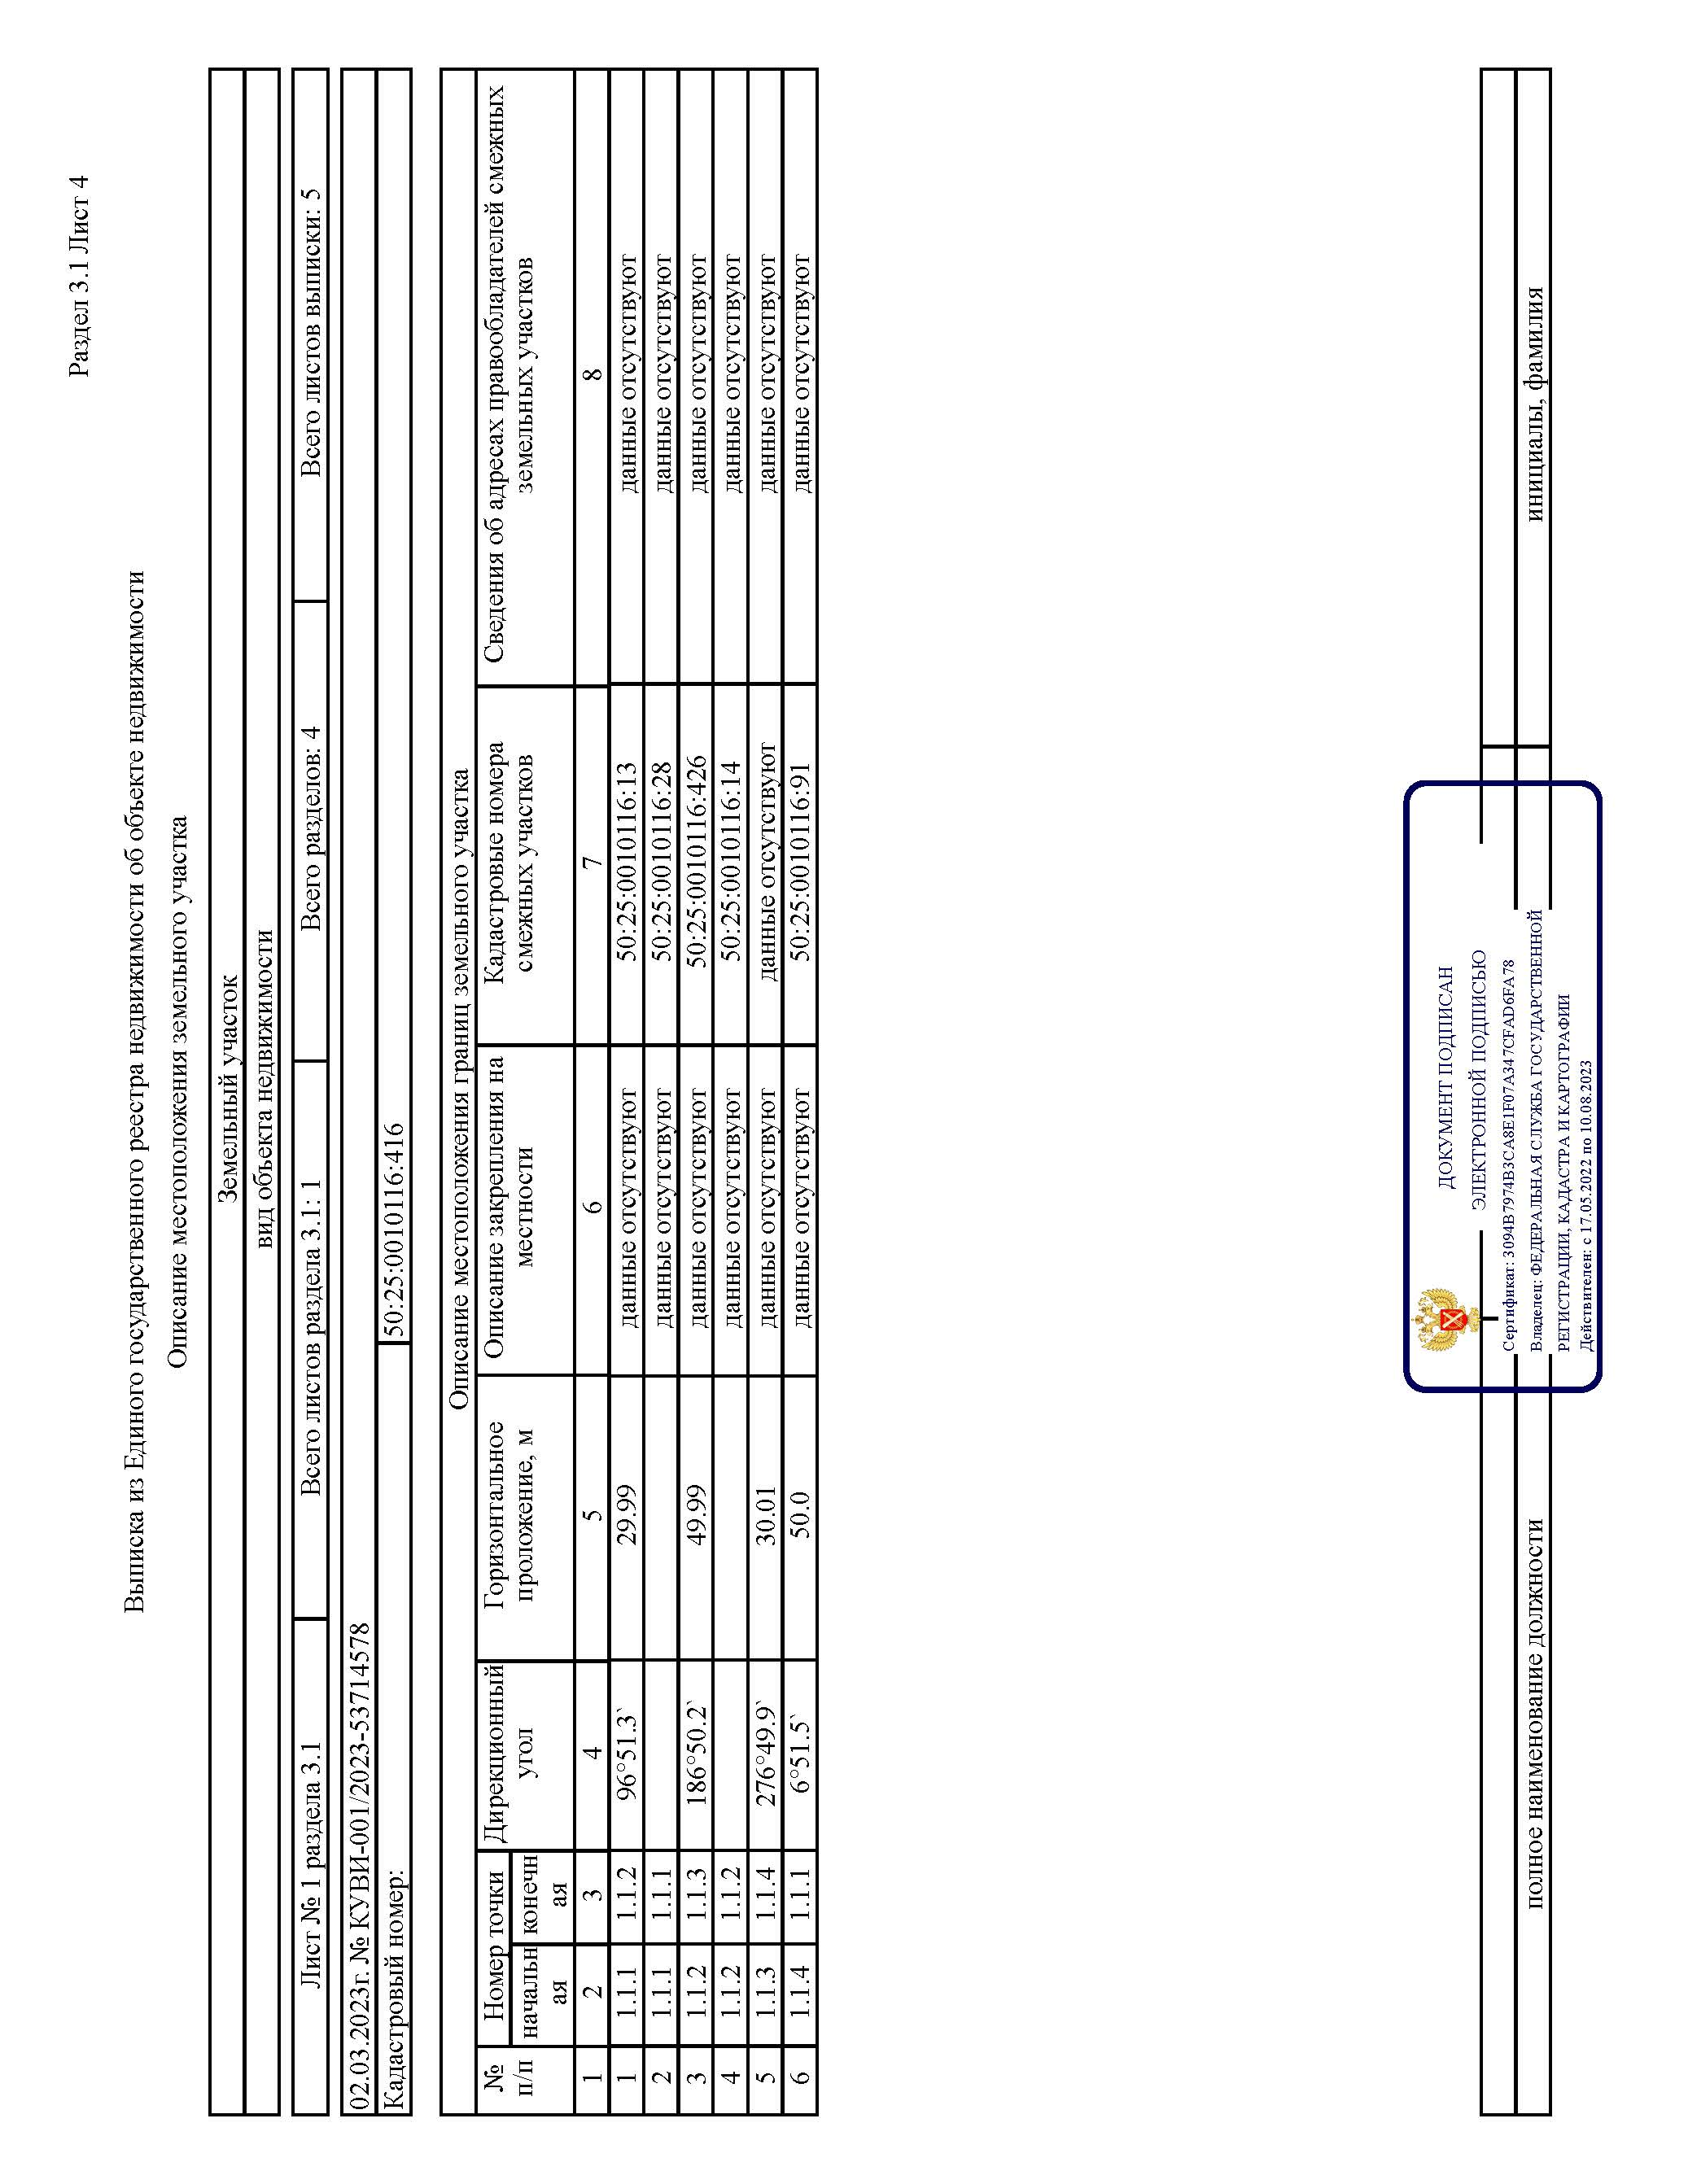 Раздел 3.1 Лист 4
Выписка из Единого государственного реестра недвижимости об объекте недвижимости
Описание местоположения земельного участка
Земельный участок
вид объекта недвижимости
Лист № 1 раздела 3.1 Всего листов раздела 3.1: 1 Всего разделов: 4 Всего листов выписки: 5
02.03.2023г. № КУВИ-001/2023-53714578
Кадастровый номер: 50:25:0010116:416
Описание местоположения границ земельного участка
№ Номер точки Дирекционный Горизонтальное Описание закрепления на Кадастровые номера Сведения об адресах правообладателей смежных
п/п начальн конечн угол проложение, м местности смежных участков земельных участков
ая ая
1 2 3 4 5 6 7 8
1 1.1.1 1.1.2 96°51.3` 29.99 данные отсутствуют 50:25:0010116:13 данные отсутствуют
2 1.1.1 1.1.1 данные отсутствуют 50:25:0010116:28 данные отсутствуют
3 1.1.2 1.1.3 186°50.2` 49.99 данные отсутствуют 50:25:0010116:426 данные отсутствуют
4 1.1.2 1.1.2 данные отсутствуют 50:25:0010116:14 данные отсутствуют
5 1.1.3 1.1.4 276°49.9` 30.01 данные отсутствуют данные отсутствуют данные отсутствуют
6 1.1.4 1.1.1 6°51.5` 50.0 данные отсутствуют 50:25:0010116:91 данные отсутствуют
ДОКУМЕНТ ПОДПИСАН
ЭЛЕКТРОННОЙ ПОДПИСЬЮ
Сертификат: 3094B7974B3CA8E1F07A347CFAD6FA78
Владелец: ФЕДЕРАЛЬНАЯ СЛУЖБА ГОСУДАРСТВЕННОЙ
РЕГИСТРАЦИИ, КАДАСТРА И КАРТОГРАФИИ
Действителен: с 17.05.2022 по 10.08.2023
полное наименование должности инициалы, фамилия